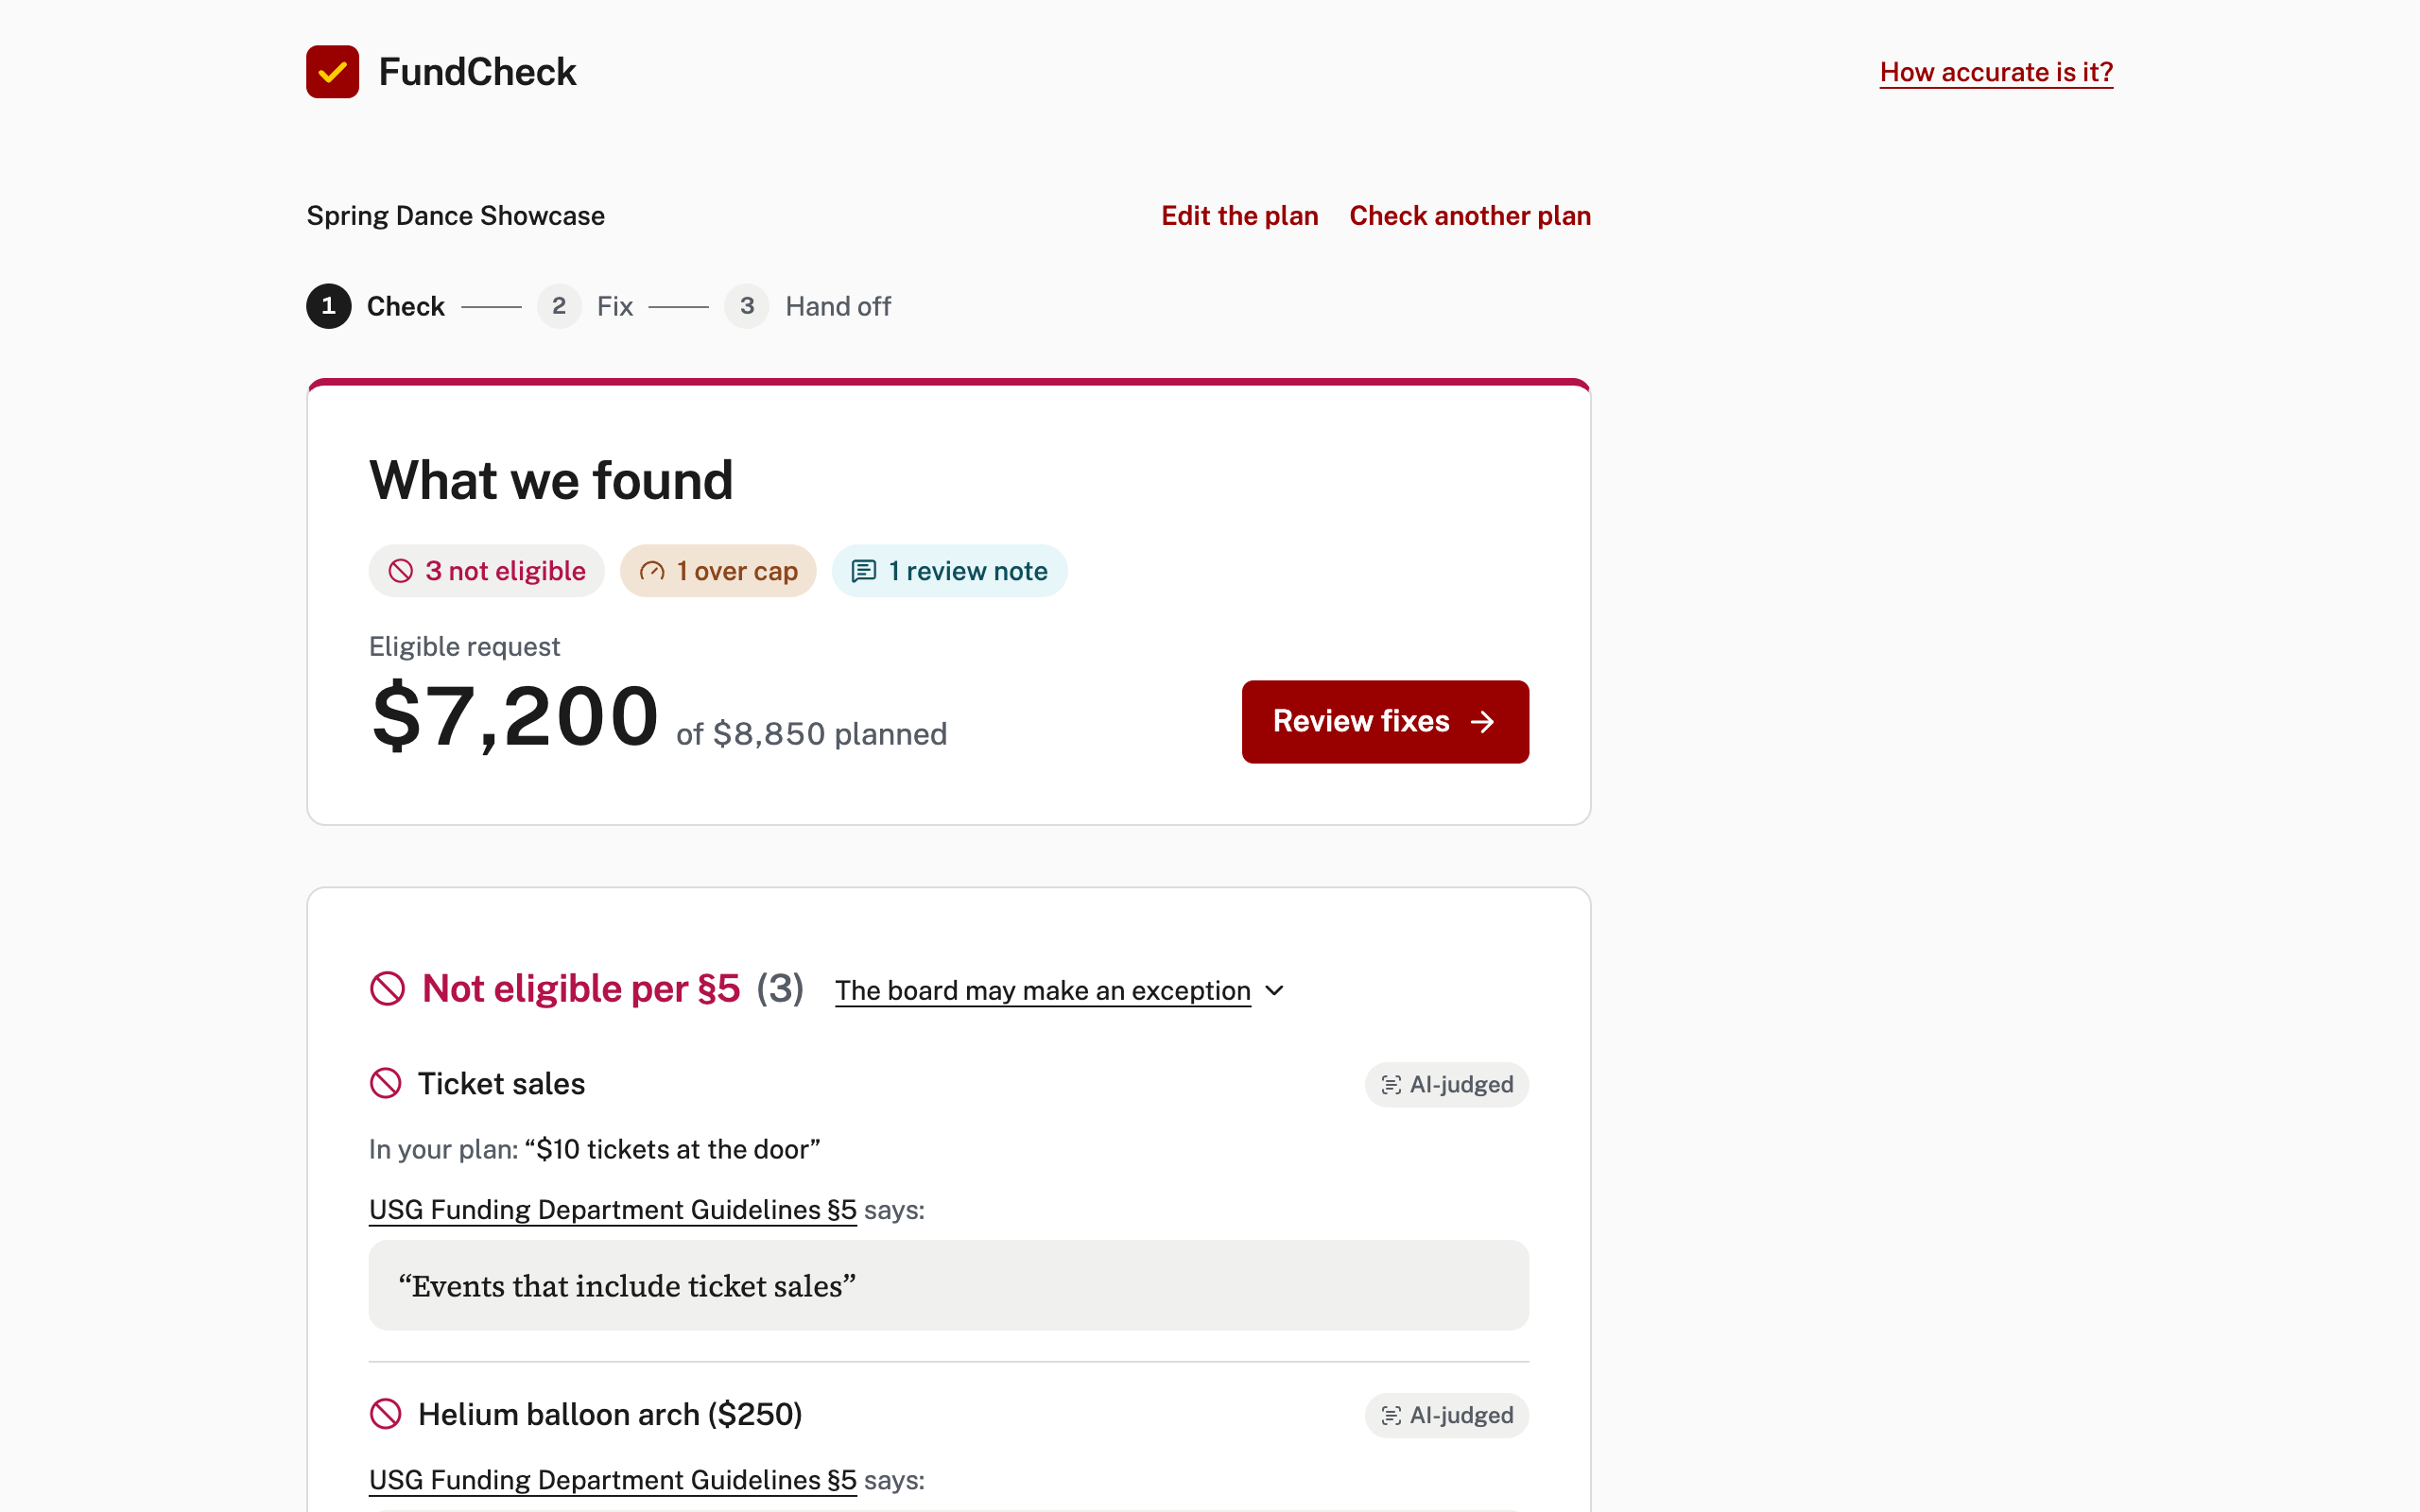 FundCheck
How accurate is it?
Spring Dance Showcase
Edit the plan
Check another plan
1 Check
2 Fix
3 Hand off
What we found
3 not eligible
1 over cap
1 review note
Eligible request
$7,200 of $8,850 planned
Review fixes
Not eligible per §5 (3)
The board may make an exception
Ticket sales
AI-judged
In your plan: “$10 tickets at the door”
USG Funding Department Guidelines §5 says:
“Events that include ticket sales”
Helium balloon arch ($250)
AI-judged
USG Funding Department Guidelines §5 says: